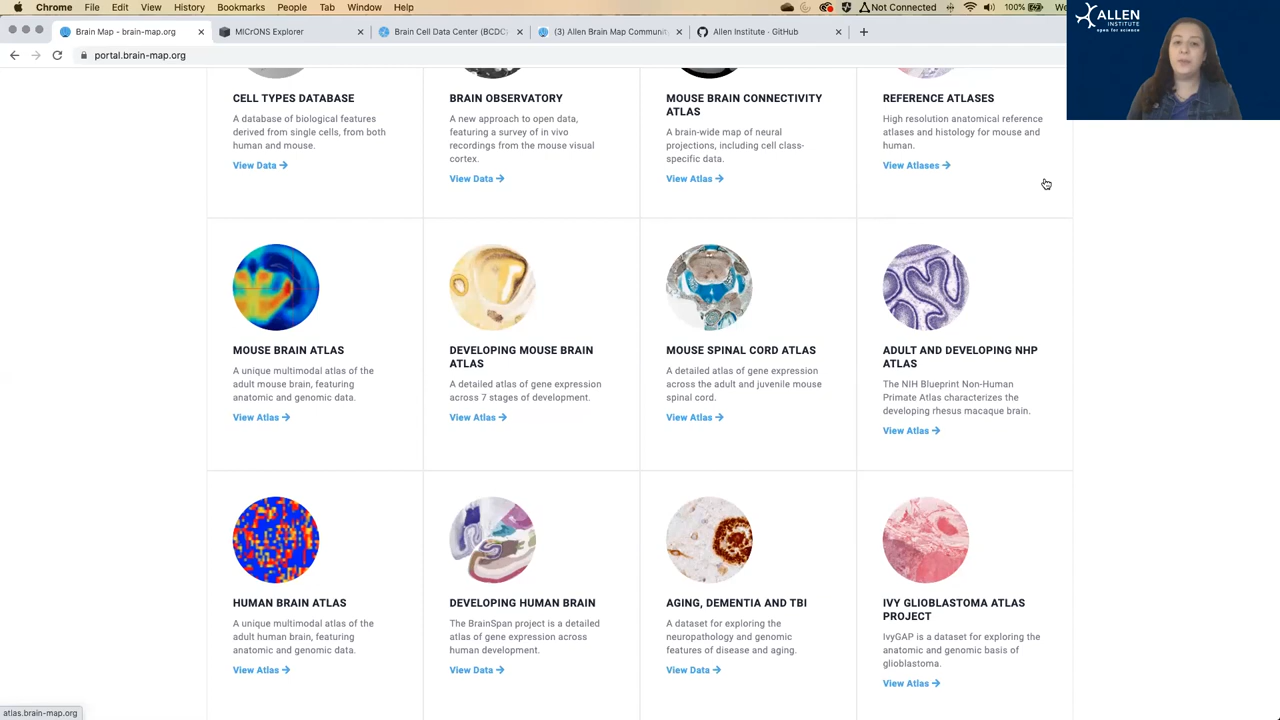 Chrome File Edit View History Bookmarks People Tab Window Help Not Connected 100% We
Brain Map - brain-map.org MICrONS Explorer Brain Cell Data Center (BCDC) (3) Allen Brain Map Communi Allen Institute · GitHub
portal.brain-map.org
ALLEN
INSTITUTE
open for science
CELL TYPES DATABASE
A database of biological features
derived from single cells, from both
human and mouse.
View Data →
BRAIN OBSERVATORY
A new approach to open data,
featuring a survey of in vivo
recordings from the mouse visual
cortex.
View Data →
MOUSE BRAIN CONNECTIVITY
ATLAS
A brain-wide map of neural
projections, including cell class-
specific data.
View Atlas →
REFERENCE ATLASES
High resolution anatomical reference
atlases and histology for mouse and
human.
View Atlases →
MOUSE BRAIN ATLAS
A unique multimodal atlas of the
adult mouse brain, featuring
anatomic and genomic data.
View Atlas →
DEVELOPING MOUSE BRAIN
ATLAS
A detailed atlas of gene expression
across 7 stages of development.
View Atlas →
MOUSE SPINAL CORD ATLAS
A detailed atlas of gene expression
across the adult and juvenile mouse
spinal cord.
View Atlas →
ADULT AND DEVELOPING NHP
ATLAS
The NIH Blueprint Non-Human
Primate Atlas characterizes the
developing rhesus macaque brain.
View Atlas →
HUMAN BRAIN ATLAS
A unique multimodal atlas of the
adult human brain, featuring
anatomic and genomic data.
View Atlas →
DEVELOPING HUMAN BRAIN
The BrainSpan project is a detailed
atlas of gene expression across
human development.
View Data →
AGING, DEMENTIA AND TBI
A dataset for exploring the
neuropathology and genomic
features of disease and aging.
View Data →
IVY GLIOBLASTOMA ATLAS
PROJECT
IvyGAP is a dataset for exploring the
anatomic and genomic basis of
glioblastoma.
View Atlas →
atlas.brain-map.org